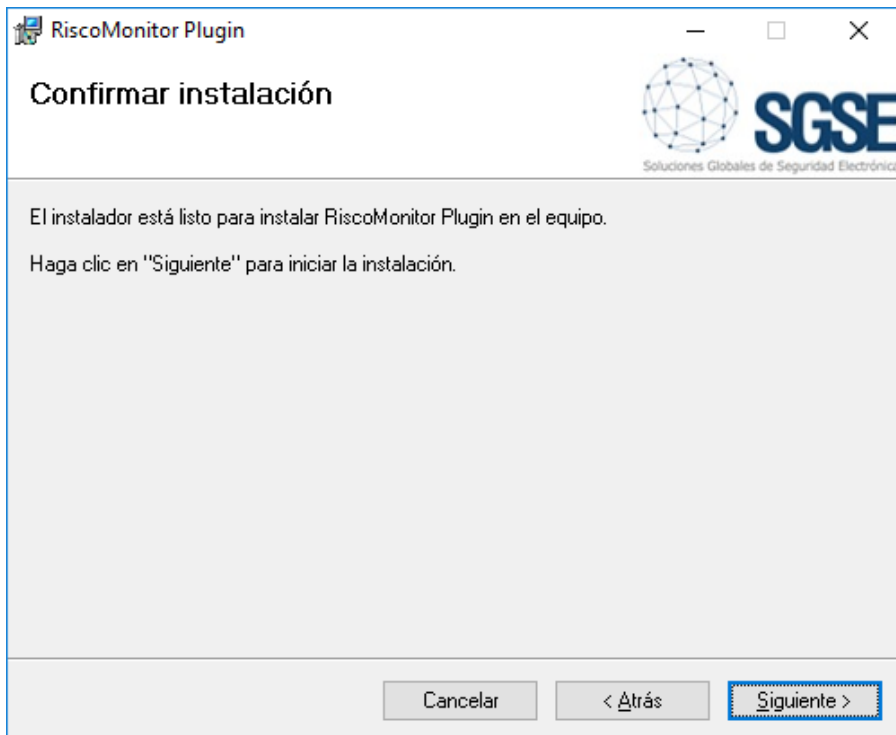 RiscoMonitor Plugin
Confirmar instalación
SGSE
Soluciones Globales de Seguridad Electrónica
El instalador está listo para instalar RiscoMonitor Plugin en el equipo.
Haga clic en "Siguiente" para iniciar la instalación.
Cancelar
< Atrás
Siguiente >